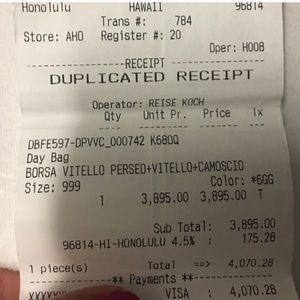 Honolulu HAWAII 96814
Trans #: 784
Store: AHO Register #: 20
Oper: H008
RECEIPT
DUPLICATED RECEIPT
Operator: REISE KOCH
Qty Unit Pr. Price Tx
DBFE597-DPVVC_000742 K68DQ
Day Bag
BORSA VITELLO PERSEO+VITELLO+CAMOSCIO
Size: 999 Color: *6GG
1 3,895.00 3,895.00 T
Sub Total: 3,895.00
96814-HI-HONOLULU 4.5% : 175.28
1 piece(s) Total ==> 4,070.28
** Payments **
VISA : 4,070.28